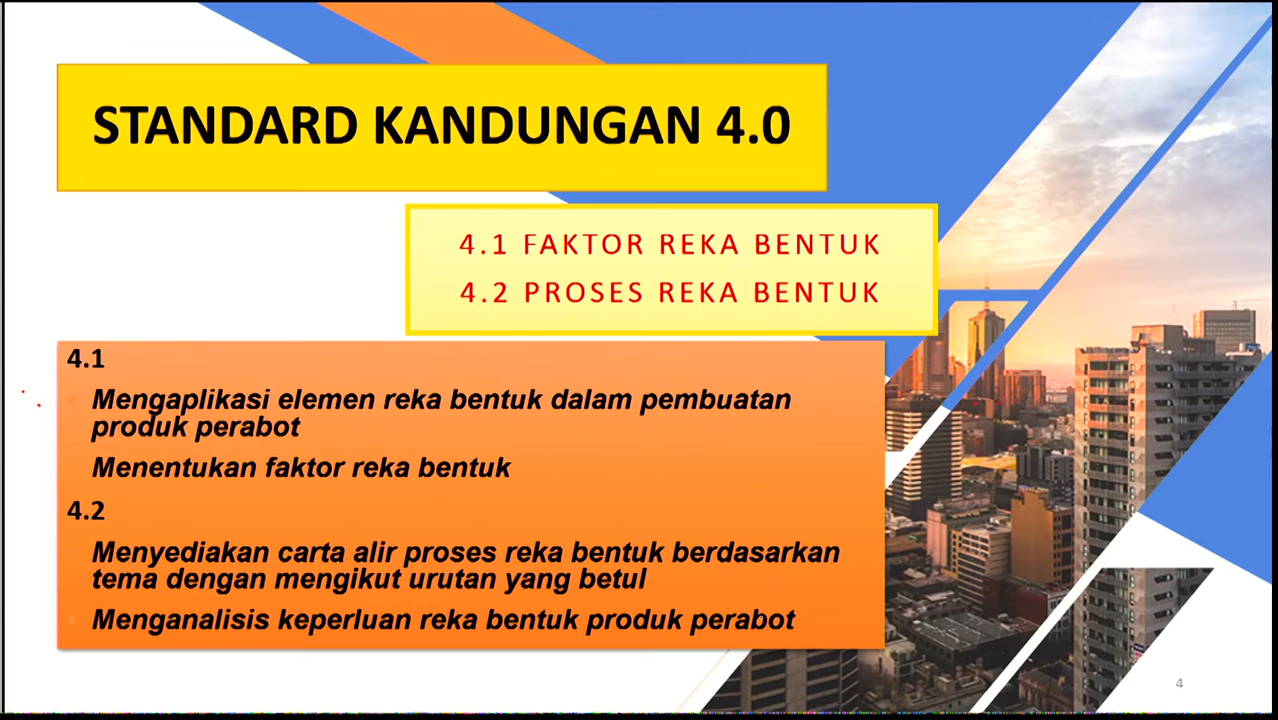 STANDARD KANDUNGAN 4.0
4.1 FAKTOR REKA BENTUK
4.2 PROSES REKA BENTUK
4.1
Mengaplikasi elemen reka bentuk dalam pembuatan
produk perabot
Menentukan faktor reka bentuk
4.2
Menyediakan carta alir proses reka bentuk berdasarkan
tema dengan mengikut urutan yang betul
Menganalisis keperluan reka bentuk produk perabot
4